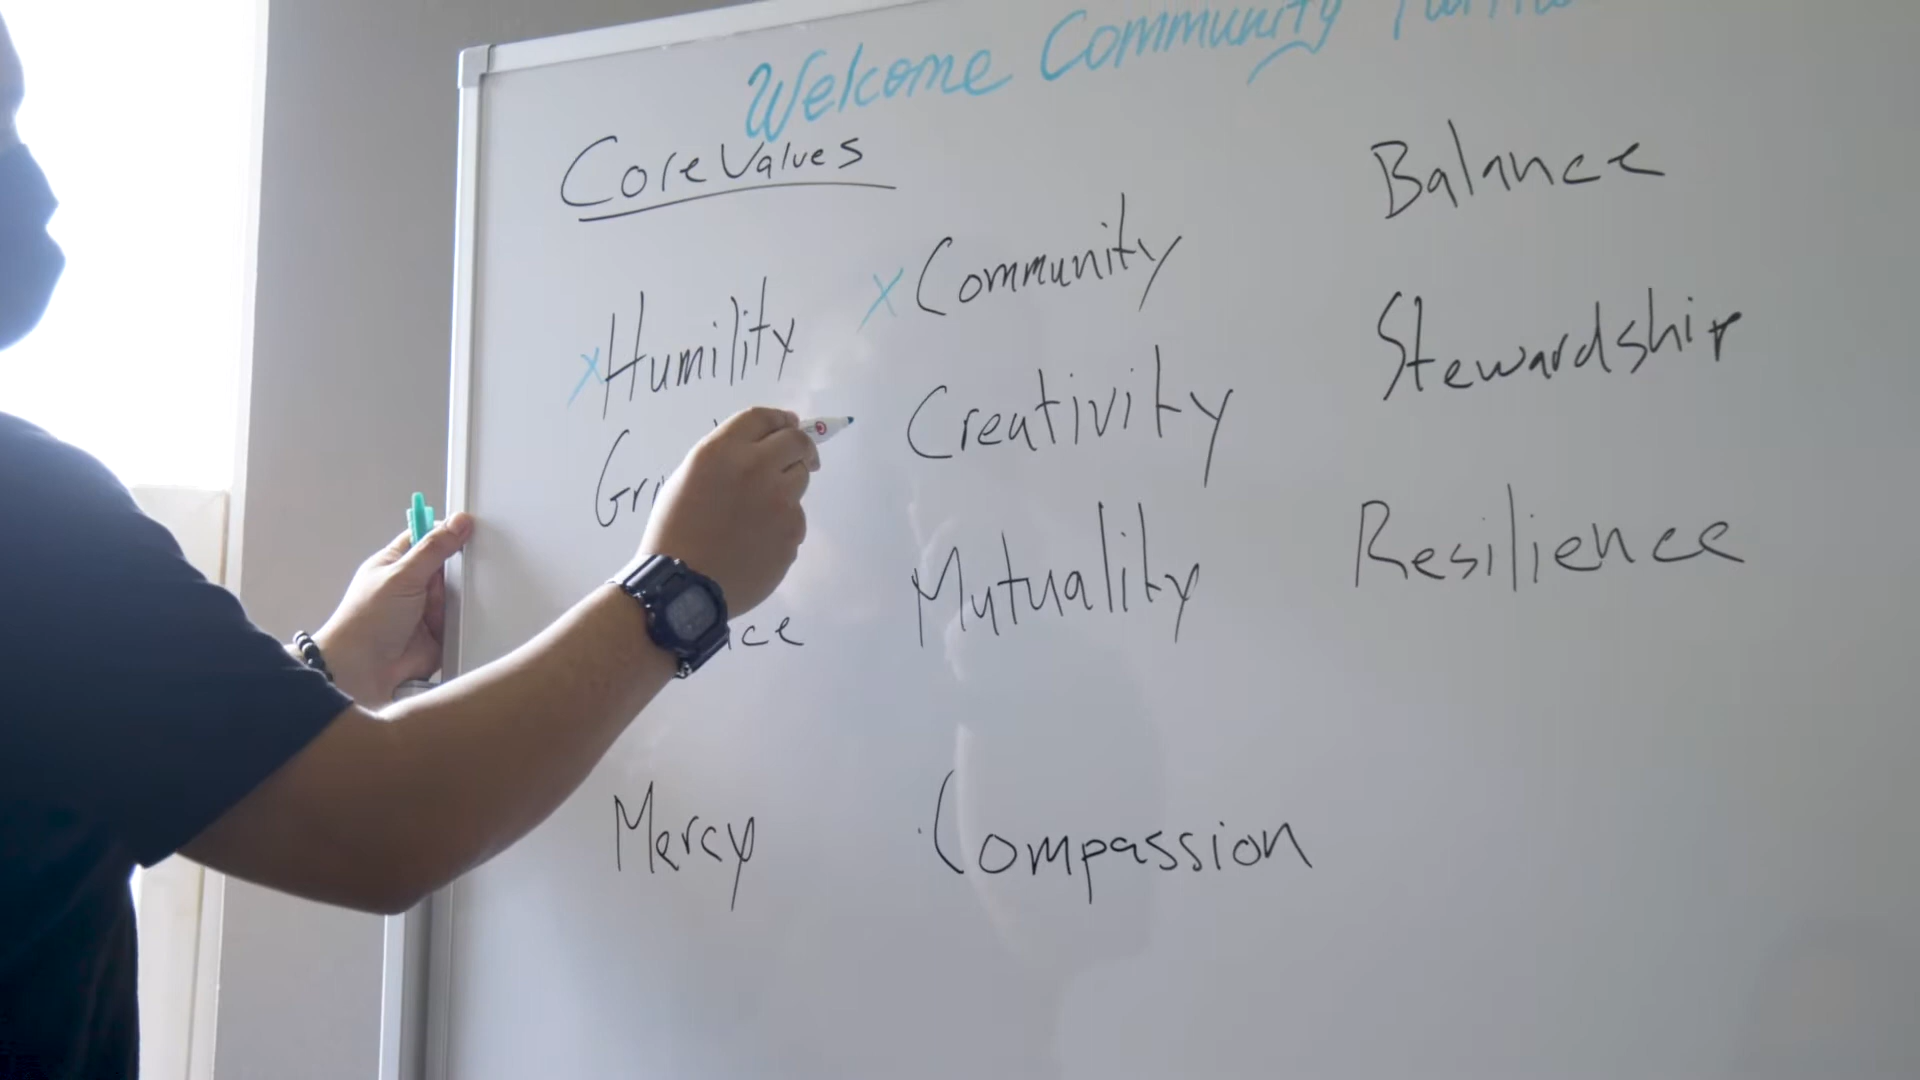 Welcome Community
Core Values
x Humility
Mercy
x Community
Creativity
Mutuality
Compassion
Balance
Stewardship
Resilience